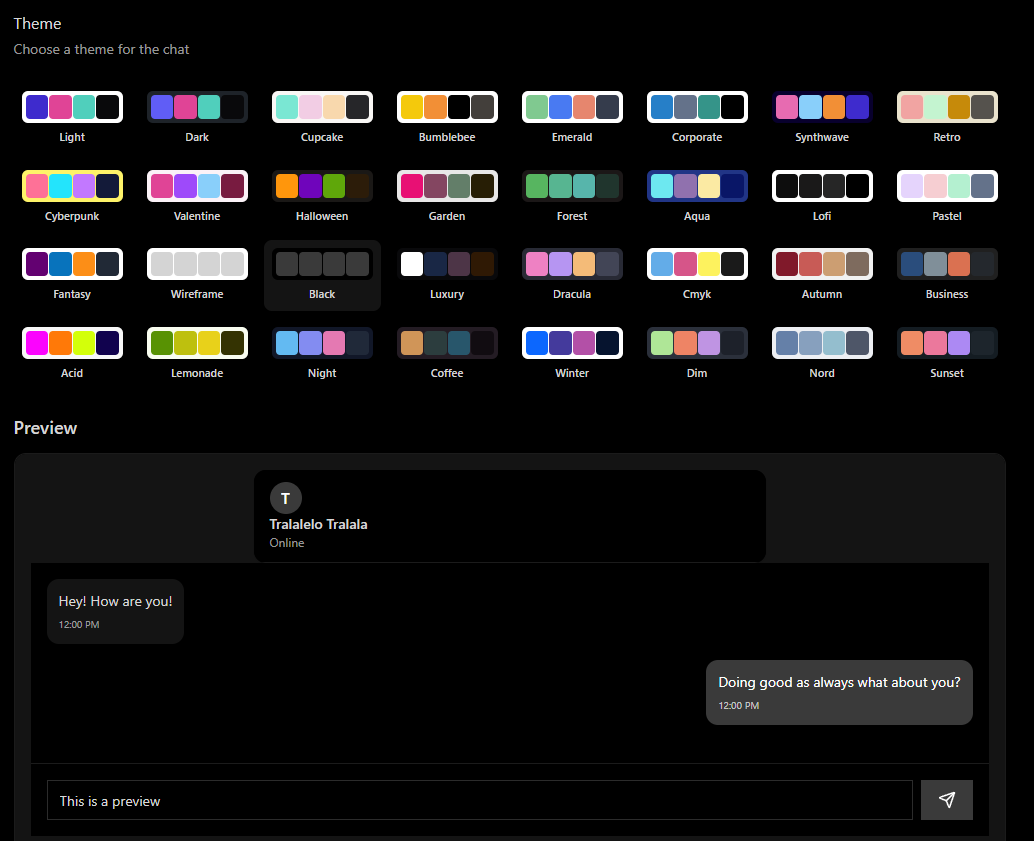 Theme
Choose a theme for the chat
Light Dark Cupcake Bumblebee Emerald Corporate Synthwave Retro
Cyberpunk Valentine Halloween Garden Forest Aqua Lofi Pastel
Fantasy Wireframe Black Luxury Dracula Cmyk Autumn Business
Acid Lemonade Night Coffee Winter Dim Nord Sunset
Preview
T
Tralalelo Tralala
Online
Hey! How are you!
12:00 PM
Doing good as always what about you?
12:00 PM
This is a preview